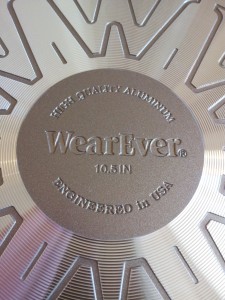 HIGH QUALITY ALUMINUM
WearEver®
10.5IN
ENGINEERED in USA